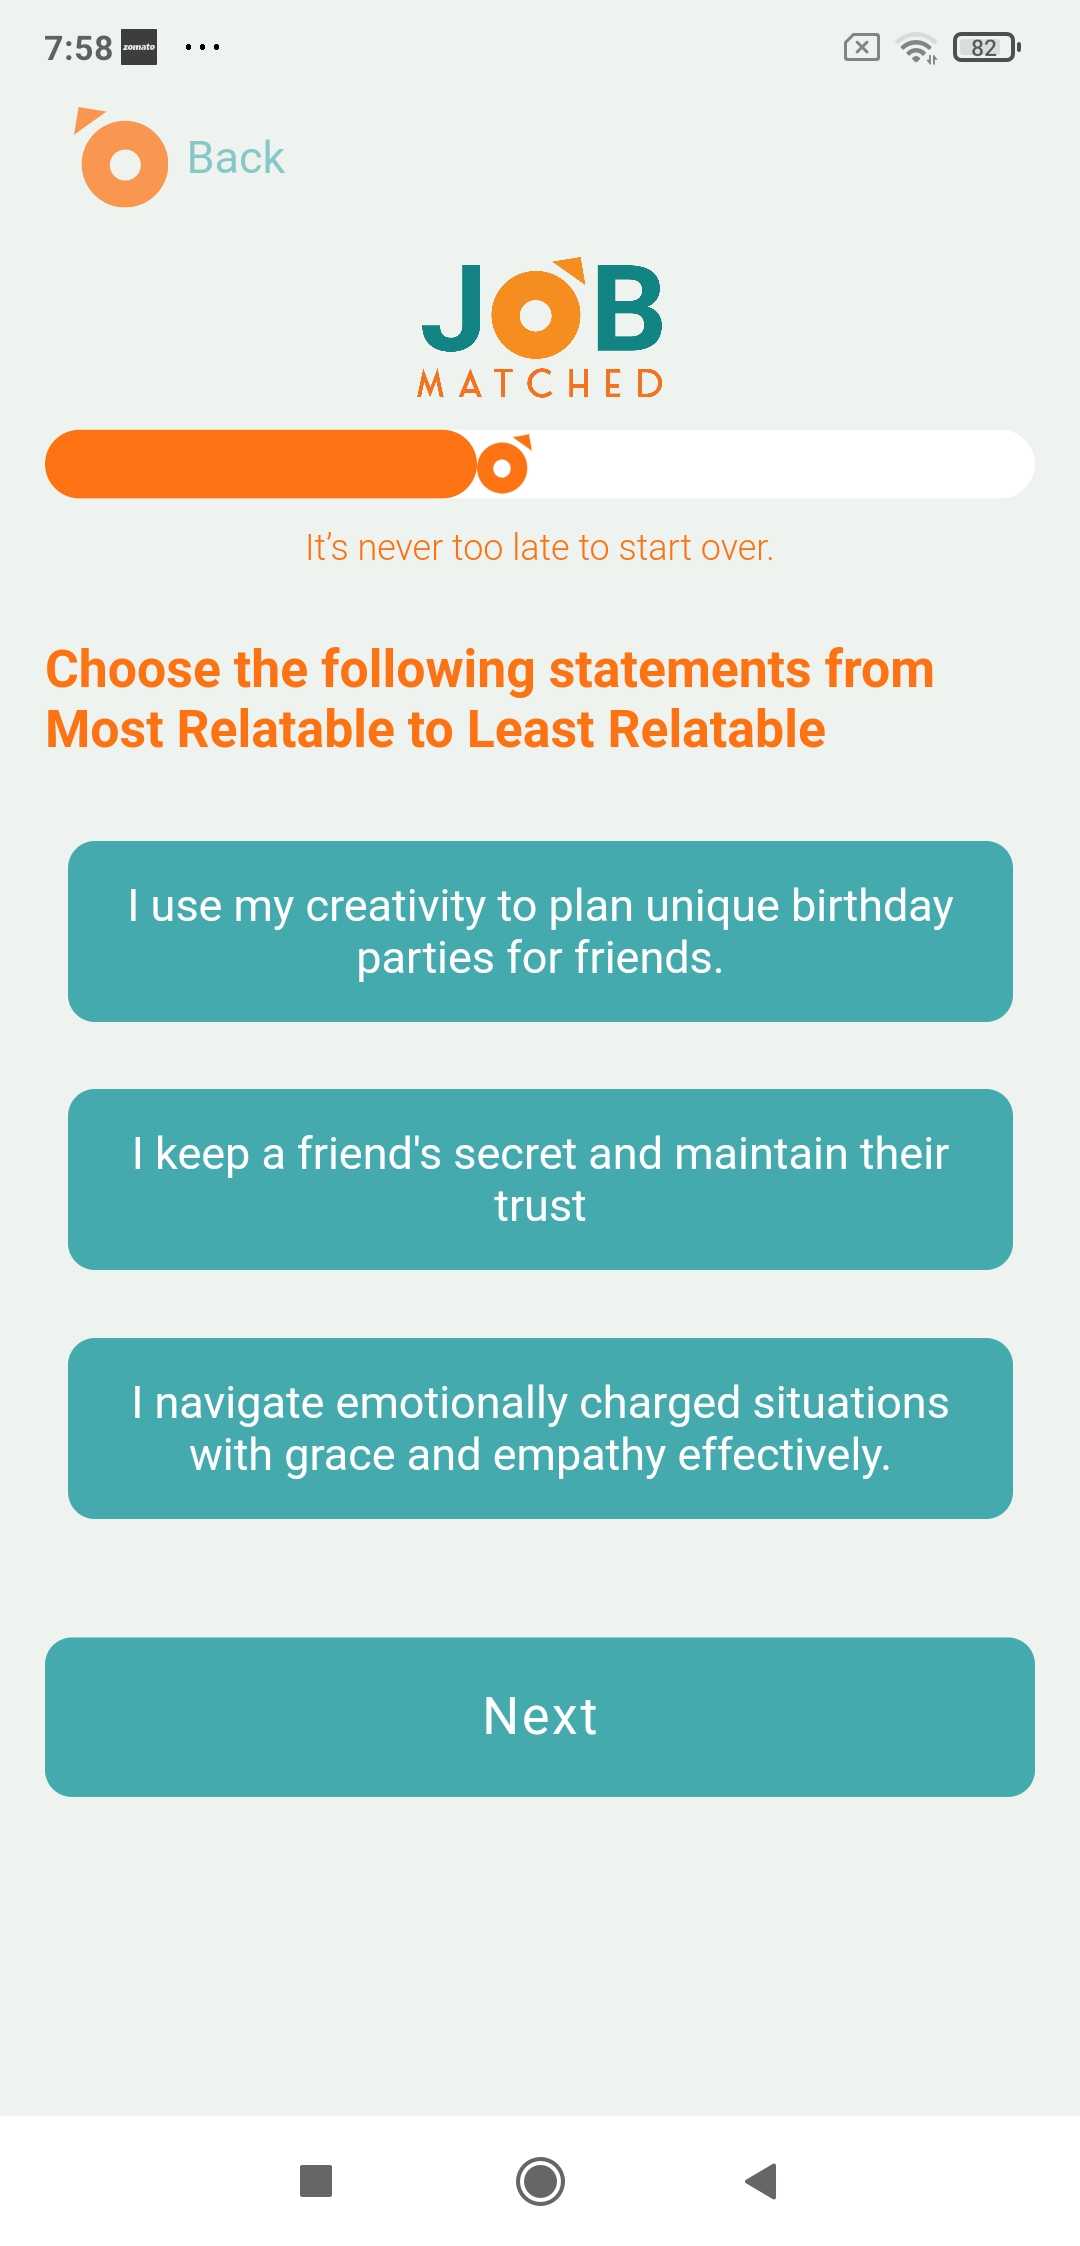 7:58 zomato ...
82
Back
JOB
MATCHED
It's never too late to start over.
Choose the following statements from
Most Relatable to Least Relatable
I use my creativity to plan unique birthday
parties for friends.
I keep a friend's secret and maintain their
trust
I navigate emotionally charged situations
with grace and empathy effectively.
Next